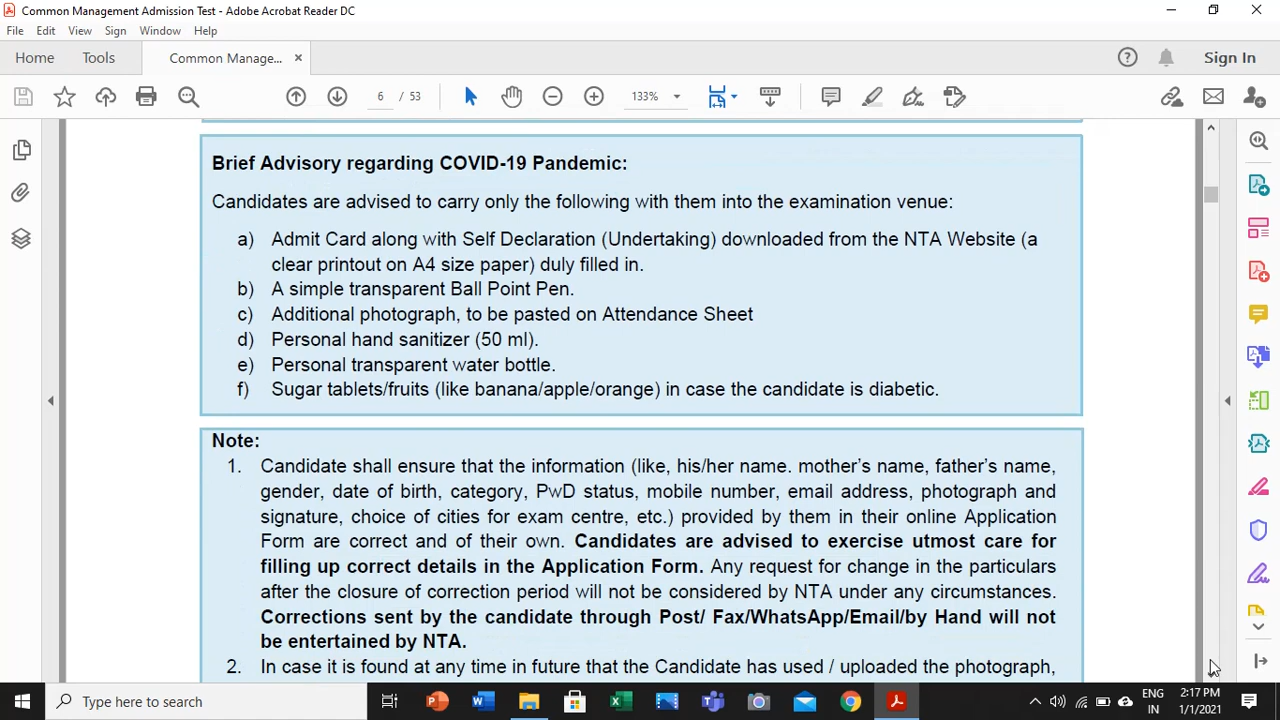 Common Management Admission Test - Adobe Acrobat Reader DC
File Edit View Sign Window Help
Home Tools Common Manage... Sign In
6 / 53 133%
Brief Advisory regarding COVID-19 Pandemic:
Candidates are advised to carry only the following with them into the examination venue:
a) Admit Card along with Self Declaration (Undertaking) downloaded from the NTA Website (a
clear printout on A4 size paper) duly filled in.
b) A simple transparent Ball Point Pen.
c) Additional photograph, to be pasted on Attendance Sheet
d) Personal hand sanitizer (50 ml).
e) Personal transparent water bottle.
f) Sugar tablets/fruits (like banana/apple/orange) in case the candidate is diabetic.
Note:
1. Candidate shall ensure that the information (like, his/her name. mother's name, father's name,
gender, date of birth, category, PwD status, mobile number, email address, photograph and
signature, choice of cities for exam centre, etc.) provided by them in their online Application
Form are correct and of their own. Candidates are advised to exercise utmost care for
filling up correct details in the Application Form. Any request for change in the particulars
after the closure of correction period will not be considered by NTA under any circumstances.
Corrections sent by the candidate through Post/ Fax/WhatsApp/Email/by Hand will not
be entertained by NTA.
2. In case it is found at any time in future that the Candidate has used / uploaded the photograph,
Type here to search
ENG 2:17 PM
IN 1/1/2021